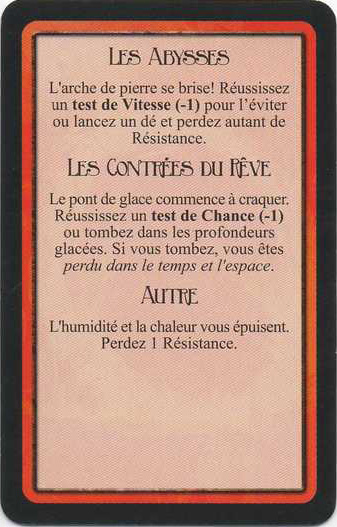 Les Abysses
L'arche de pierre se brise! Réussissez
un test de Vitesse (-1) pour l'éviter
ou lancez un dé et perdez autant de
Résistance.
Les Contrées du Rêve
Le pont de glace commence à craquer.
Réussissez un test de Chance (-1)
ou tombez dans les profondeurs
glacées. Si vous tombez, vous êtes
perdu dans le temps et l'espace.
Autre
L'humidité et la chaleur vous épuisent.
Perdez 1 Résistance.